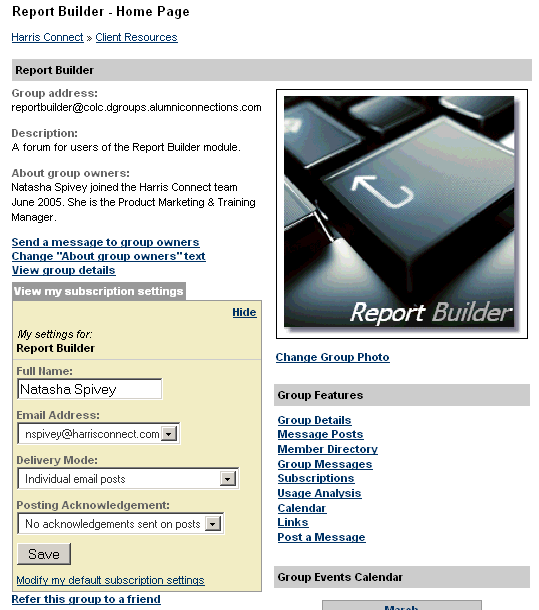 Report Builder - Home Page
Harris Connect » Client Resources
Report Builder
Group address:
reportbuilder@colc.dgroups.alumniconnections.com
Description:
A forum for users of the Report Builder module.
About group owners:
Natasha Spivey joined the Harris Connect team
June 2005. She is the Product Marketing & Training
Manager.
Send a message to group owners
Change "About group owners" text
View group details
View my subscription settings
Hide
My settings for:
Report Builder
Full Name:
Natasha Spivey
Email Address:
nspivey@harrisconnect.com
Delivery Mode:
Individual email posts
Posting Acknowledgement:
No acknowledgements sent on posts
Save
Modify my default subscription settings
Refer this group to a friend
Report Builder
Change Group Photo
Group Features
Group Details
Message Posts
Member Directory
Group Messages
Subscriptions
Usage Analysis
Calendar
Links
Post a Message
Group Events Calendar
March